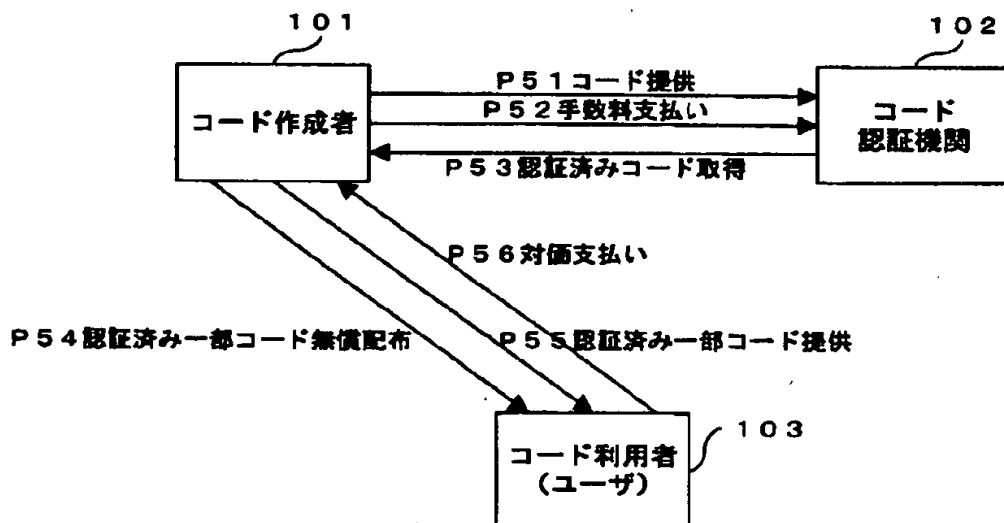 １０１
１０２
コード作成者
Ｐ５１コード提供
Ｐ５２手数料支払い
Ｐ５３認証済みコード取得
コード
認証機関
Ｐ５６対価支払い
Ｐ５４認証済み一部コード無償配布
Ｐ５５認証済み一部コード提供
コード利用者
（ユーザ）
１０３